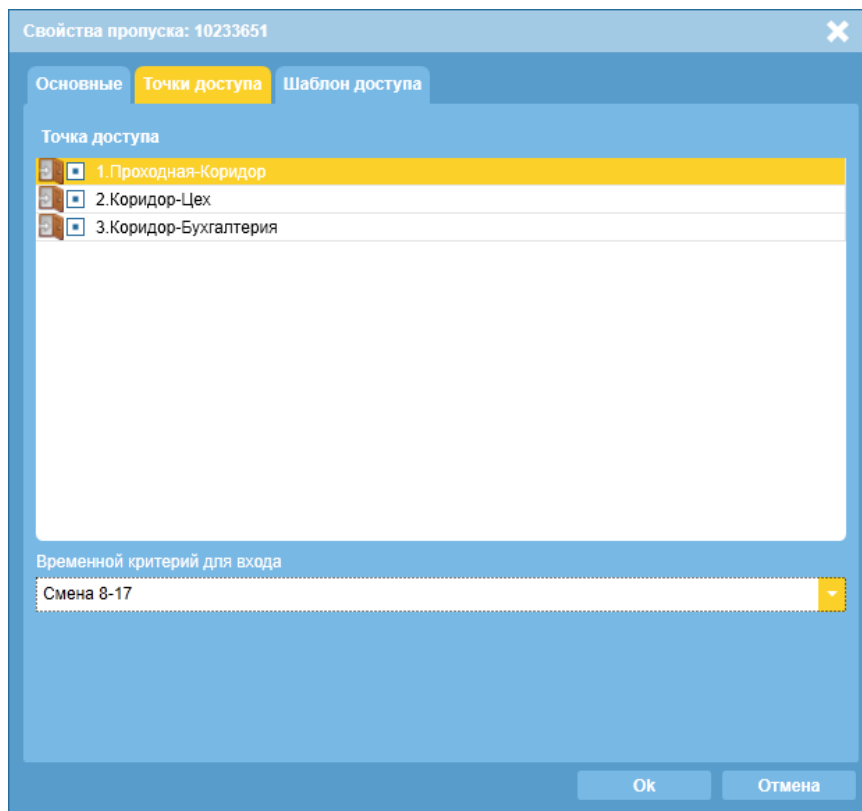 Свойства пропуска: 10233651
Основные Точки доступа Шаблон доступа
Точка доступа
1.Проходная-Коридор
2.Коридор-Цех
3.Коридор-Бухгалтерия
Временной критерий для входа
Смена 8-17
Ok Отмена